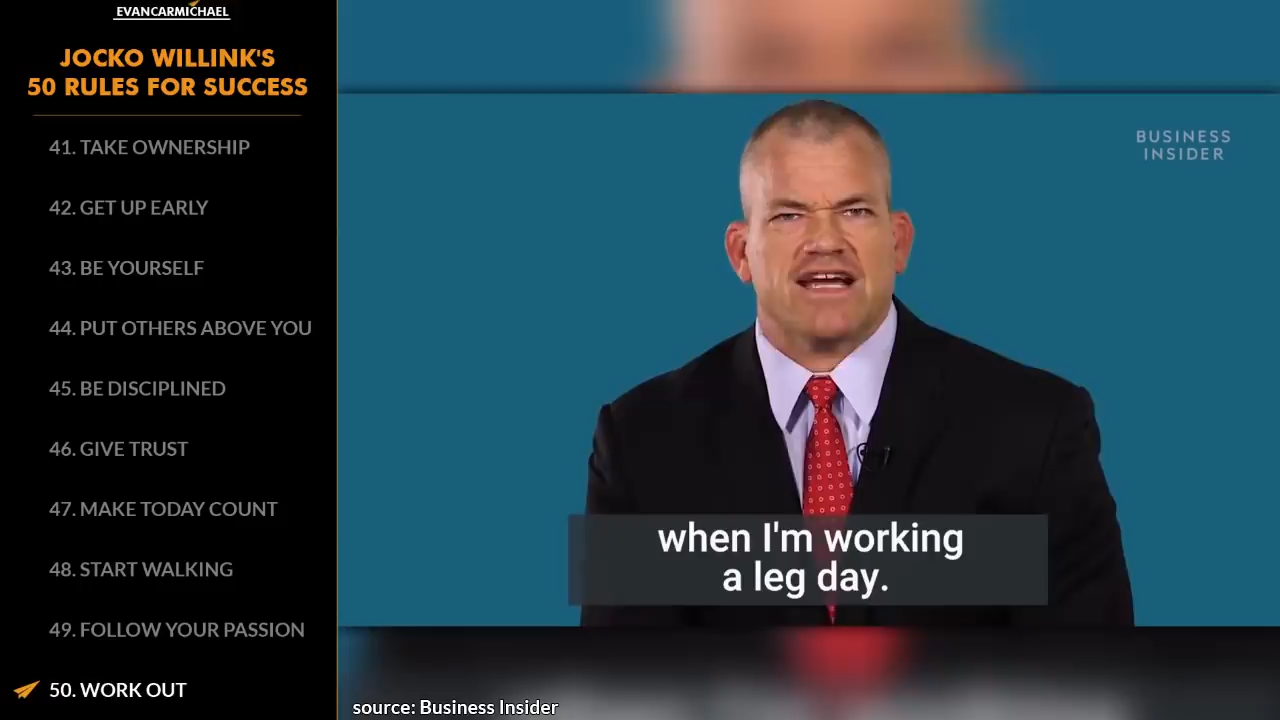 EVANCARMICHAEL
JOCKO WILLINK'S
50 RULES FOR SUCCESS
41. TAKE OWNERSHIP
42. GET UP EARLY
43. BE YOURSELF
44. PUT OTHERS ABOVE YOU
45. BE DISCIPLINED
46. GIVE TRUST
47. MAKE TODAY COUNT
48. START WALKING
49. FOLLOW YOUR PASSION
50. WORK OUT
BUSINESS
INSIDER
when I'm working
a leg day.
source: Business Insider